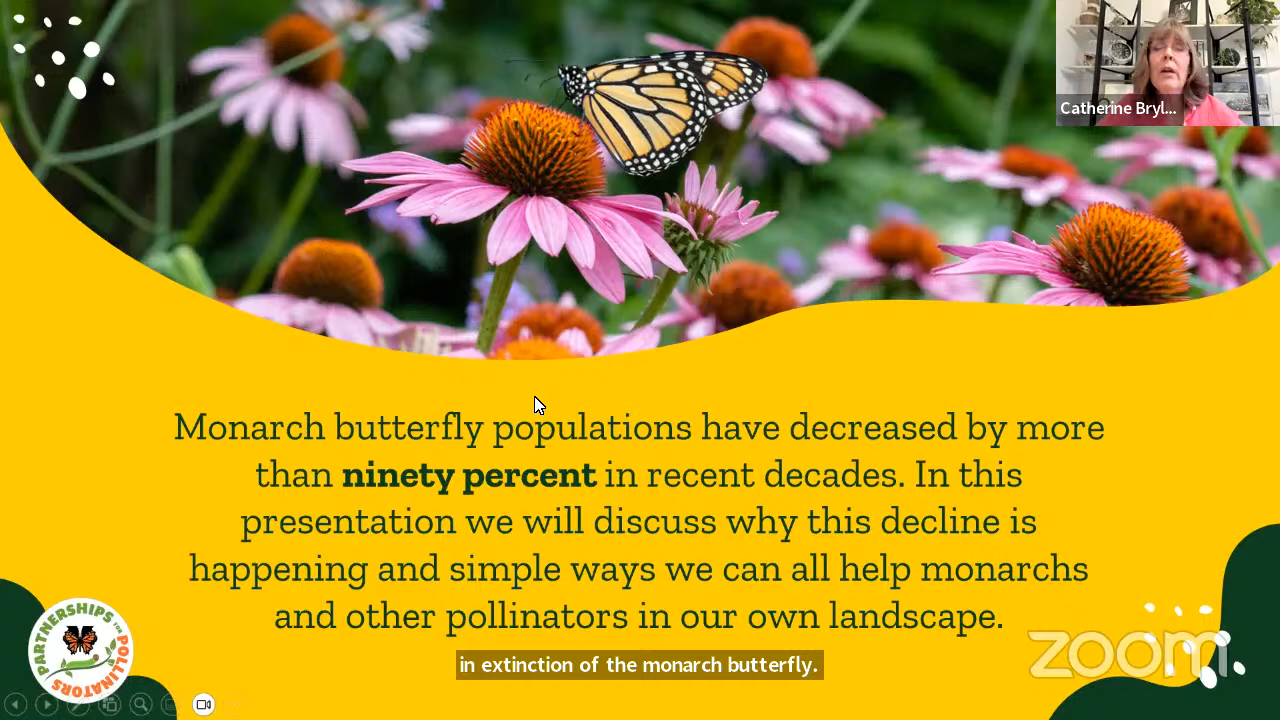 Catherine Bryl...
Monarch butterfly populations have decreased by more
than ninety percent in recent decades. In this
presentation we will discuss why this decline is
happening and simple ways we can all help monarchs
and other pollinators in our own landscape.
PARTNERSHIPS FOR POLLINATORS
in extinction of the monarch butterfly.
zoom